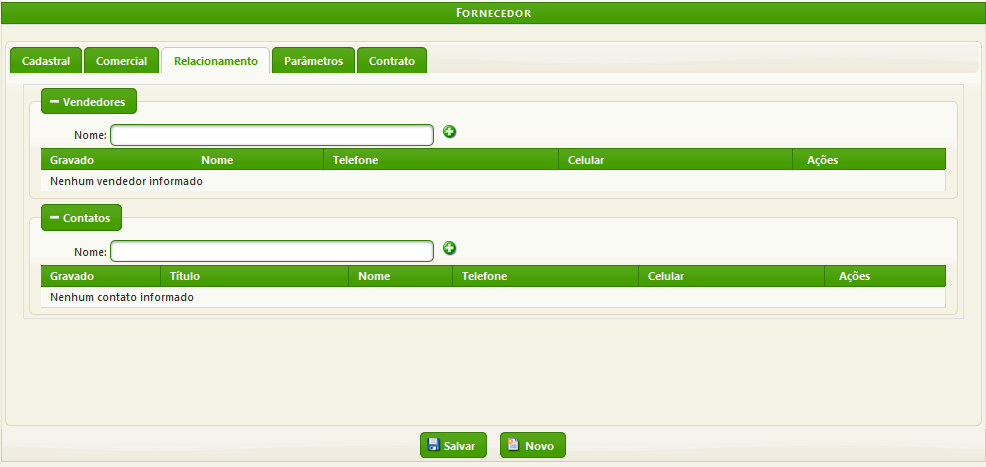 FORNECEDOR
Cadastral Comercial Relacionamento Parâmetros Contrato
Vendedores
Nome:
Gravado Nome Telefone Celular Ações
Nenhum vendedor informado
Contatos
Nome:
Gravado Título Nome Telefone Celular Ações
Nenhum contato informado
Salvar Novo